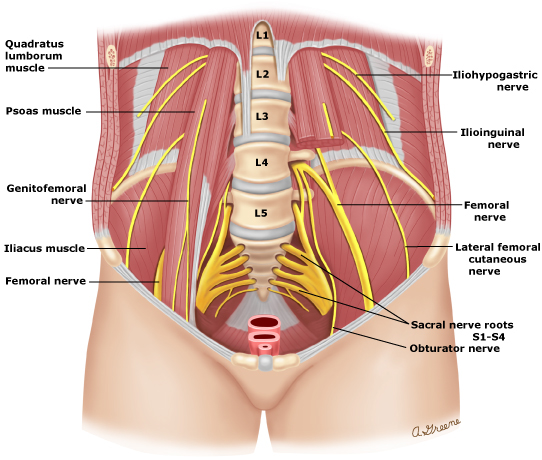 Quadratus
lumborum
muscle
Psoas muscle
Genitofemoral
nerve
Iliacus muscle
Femoral nerve
L1
L2
L3
L4
L5
Iliohypogastric
nerve
Ilioinguinal
nerve
Femoral
nerve
Lateral femoral
cutaneous
nerve
Sacral nerve roots
S1-S4
Obturator nerve
A Greene